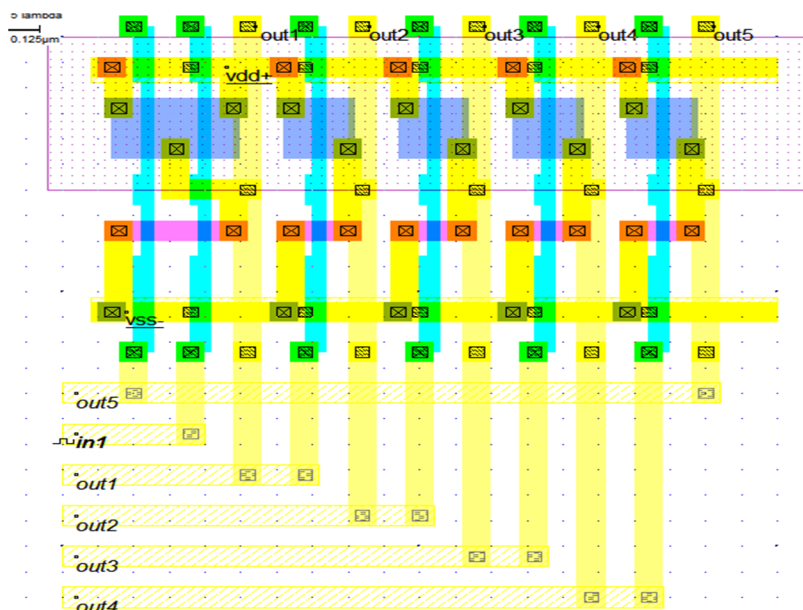 5 lambda
0.125µm
out1
out2
out3
out4
out5
vdd+
vss-
out5
in1
out1
out2
out3
out4